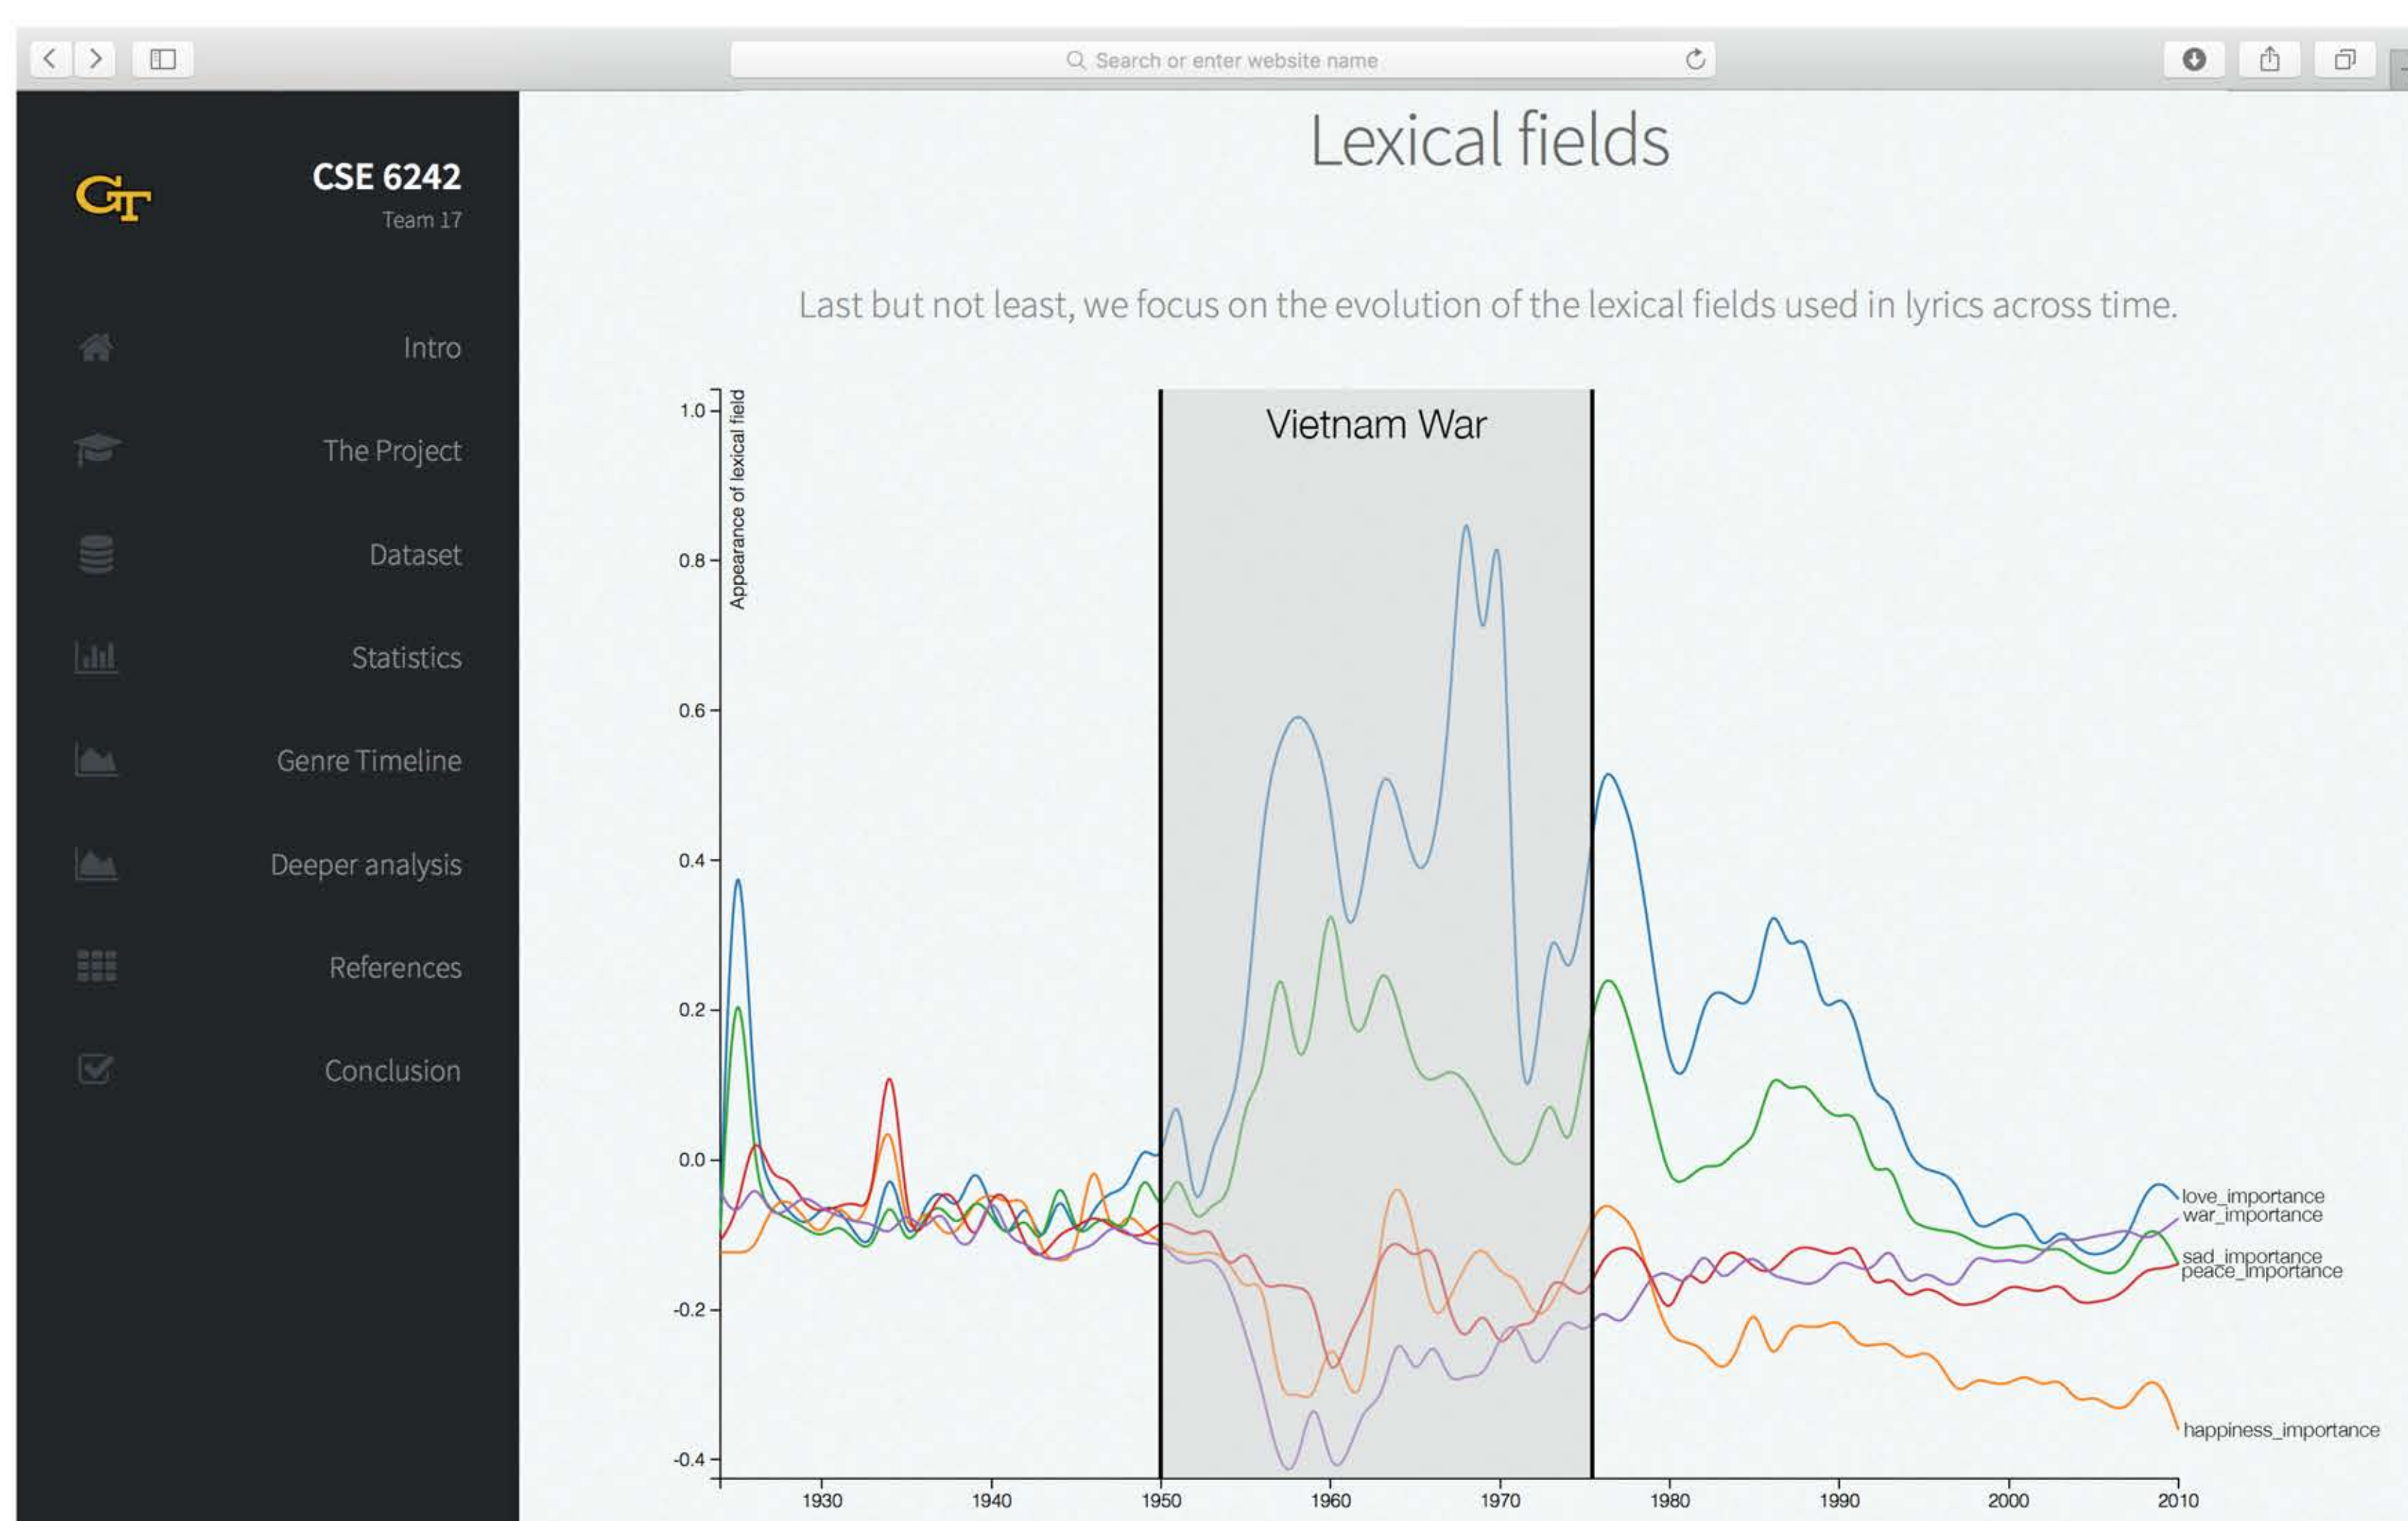 Search or enter website name
GT
CSE 6242
Team 17
Intro
The Project
Dataset
Statistics
Genre Timeline
Deeper analysis
References
Conclusion
Lexical fields
Last but not least, we focus on the evolution of the lexical fields used in lyrics across time.
Appearance of lexical field
1.0
0.8
0.6
0.4
0.2
0.0
-0.2
-0.4
Vietnam War
love_importance
war_importance
sad_importance
peace_importance
happiness_importance
1930 1940 1950 1960 1970 1980 1990 2000 2010